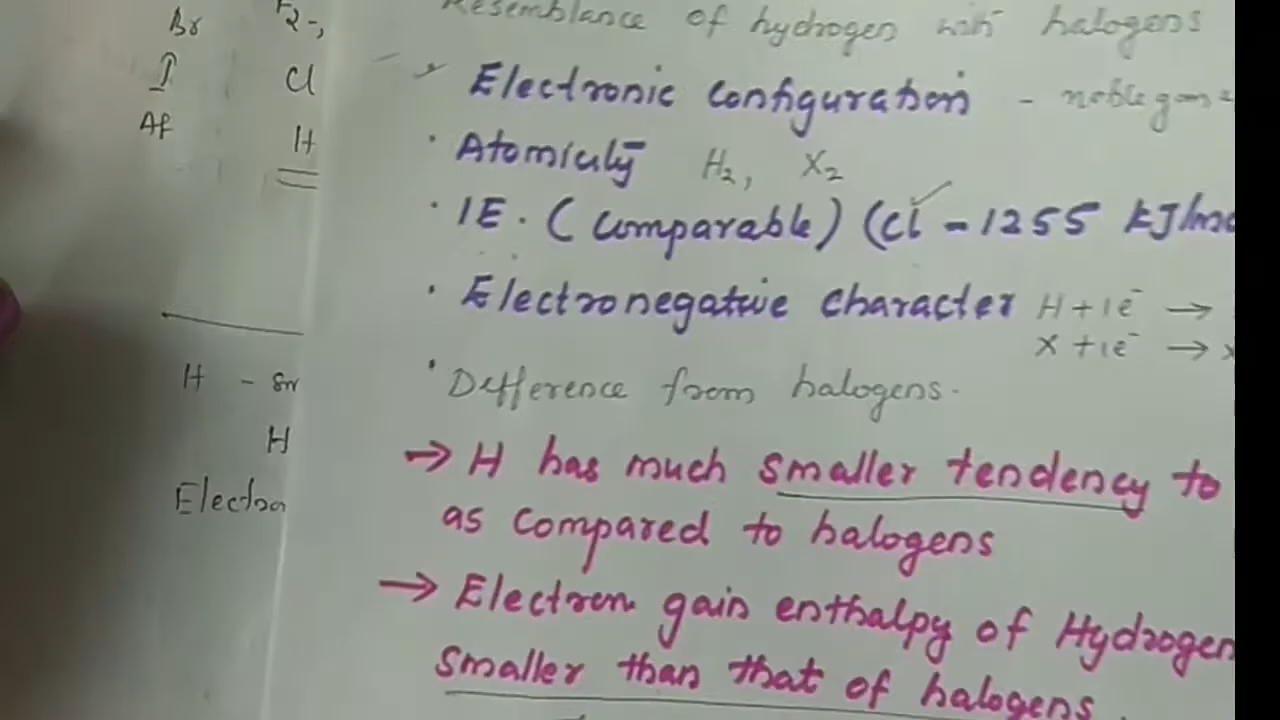 Br
I
At
F2-,
Cl
H
H - Sm
H
Electron
Resemblance of hydrogen with halogens
Electronic configuration - noble gas
· Atomicity H2, X2
· IE. (comparable) (Cl - 1255 KJ/mo
· Electronegative character H + 1e⁻ →
X + 1e⁻ → x
· Difference from halogens.
→ H has much smaller tendency to
as compared to halogens
→ Electron gain enthalpy of Hydrogen
smaller than that of halogens.